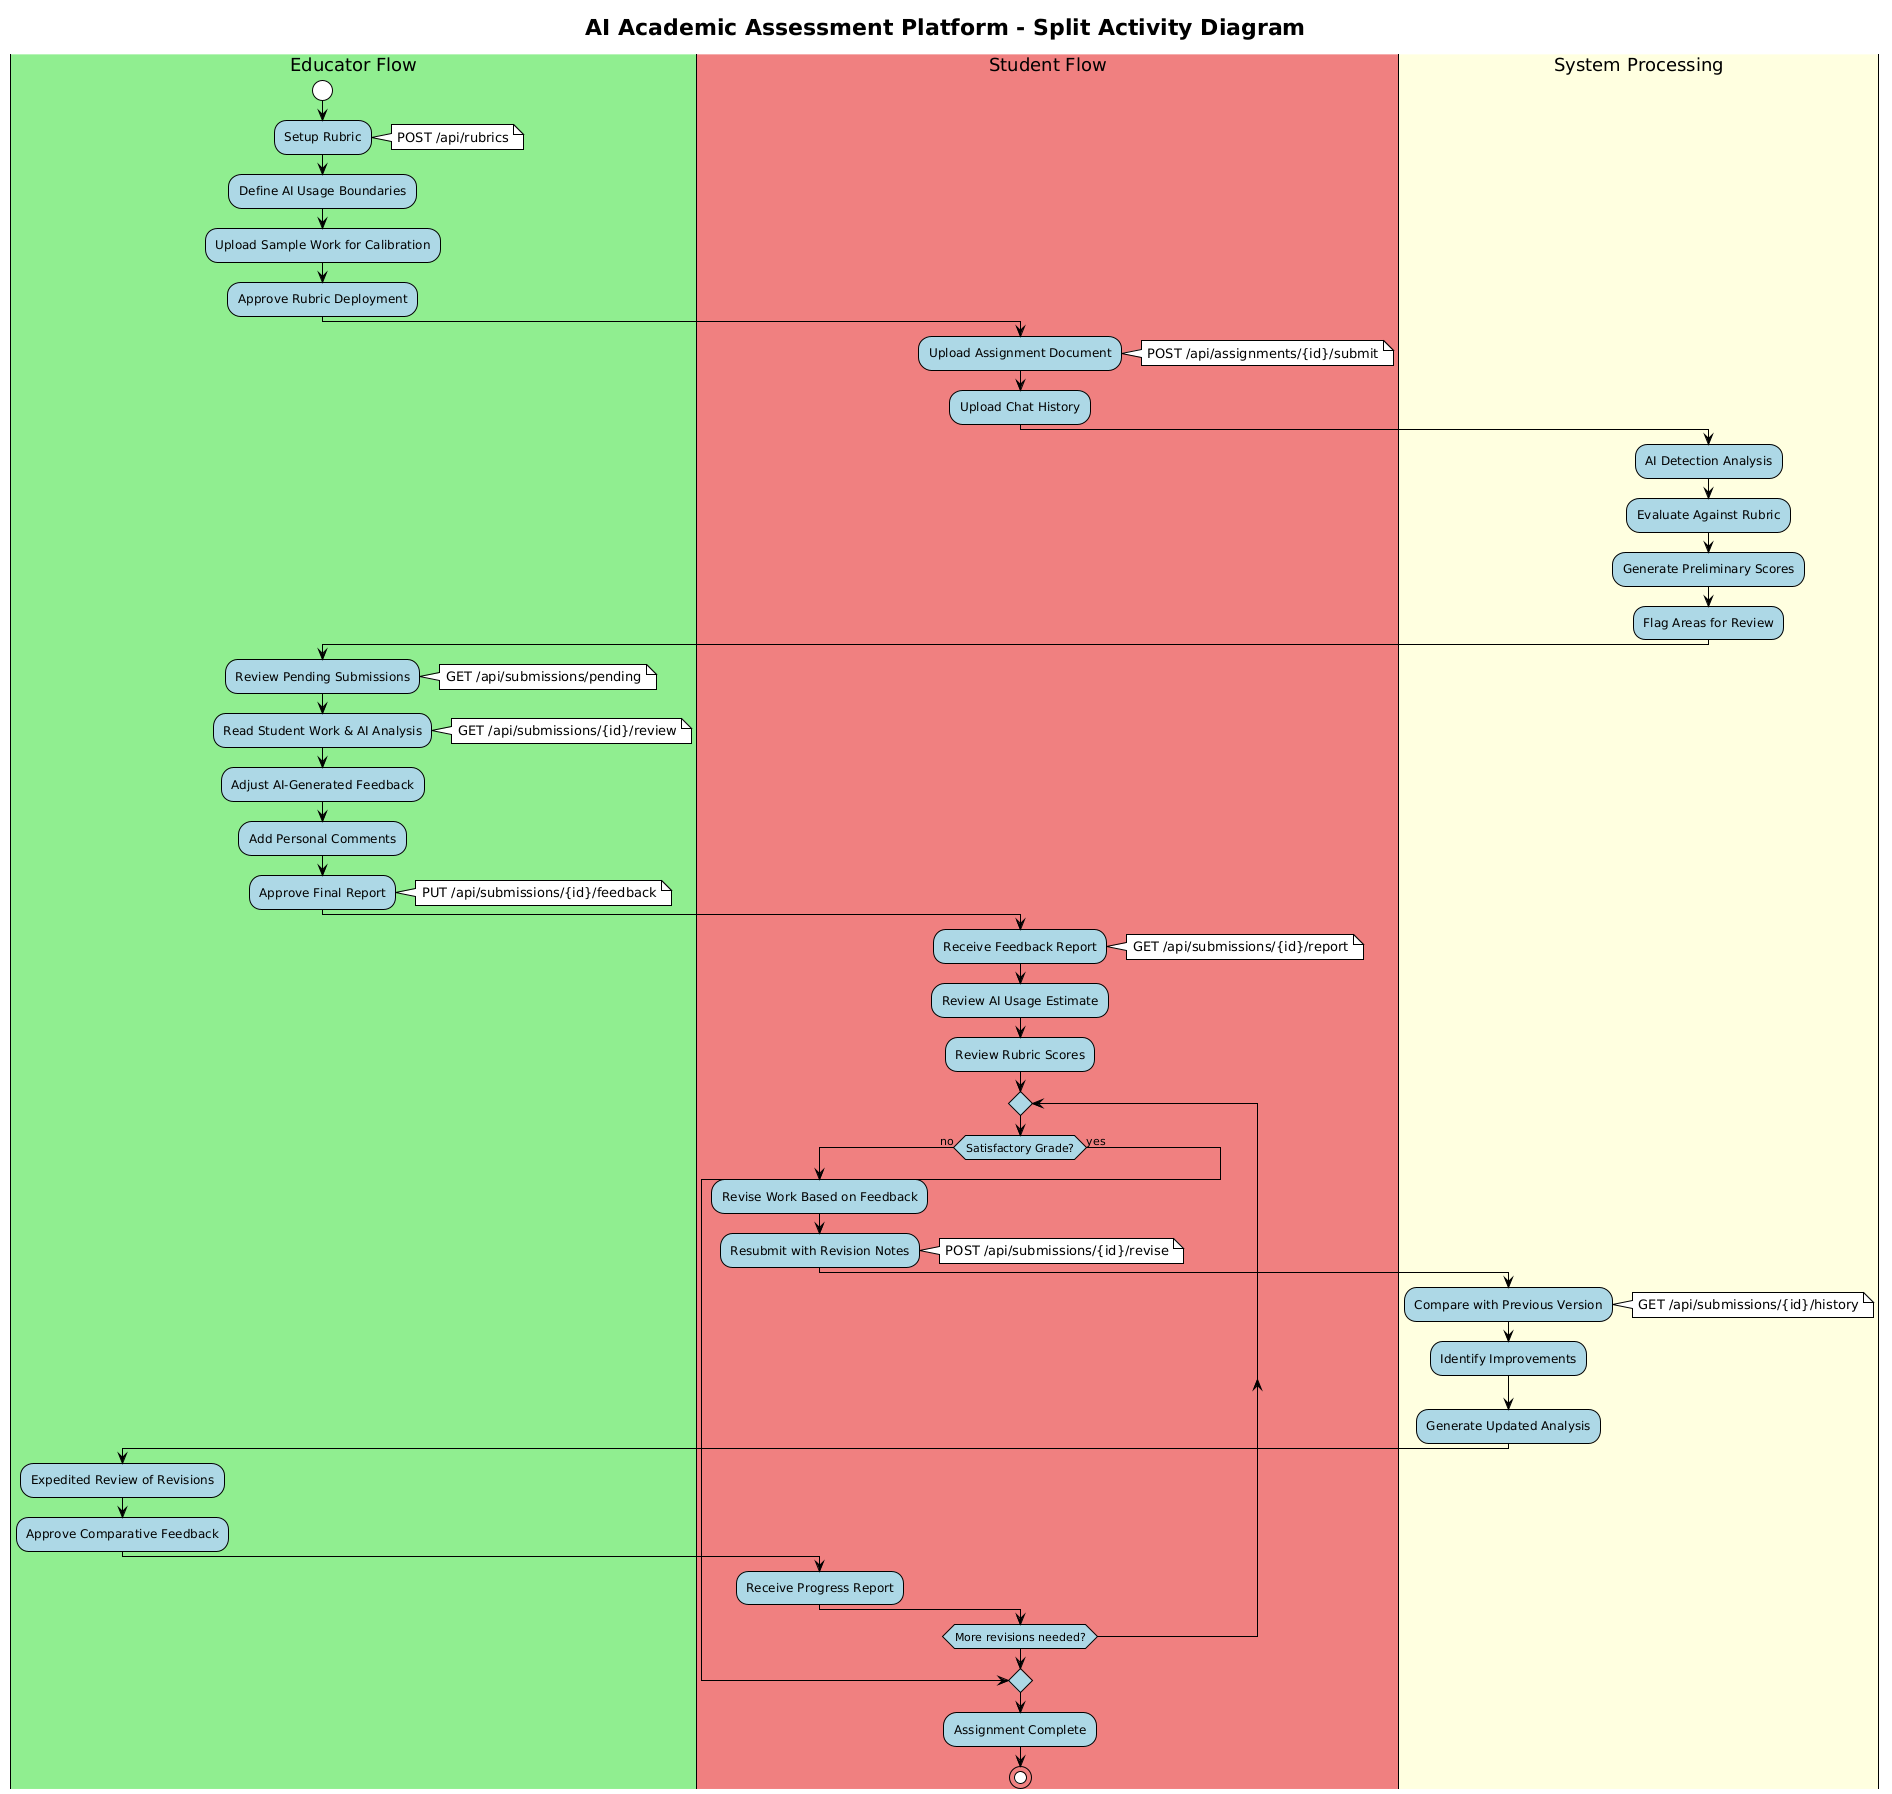 AI Academic Assessment Platform - Split Activity Diagram
Educator Flow
Student Flow
System Processing
Setup Rubric
POST /api/rubrics
Define AI Usage Boundaries
Upload Sample Work for Calibration
Approve Rubric Deployment
Upload Assignment Document
POST /api/assignments/{id}/submit
Upload Chat History
AI Detection Analysis
Evaluate Against Rubric
Generate Preliminary Scores
Flag Areas for Review
Review Pending Submissions
GET /api/submissions/pending
Read Student Work & AI Analysis
GET /api/submissions/{id}/review
Adjust AI-Generated Feedback
Add Personal Comments
Approve Final Report
PUT /api/submissions/{id}/feedback
Receive Feedback Report
GET /api/submissions/{id}/report
Review AI Usage Estimate
Review Rubric Scores
no
Satisfactory Grade?
yes
Revise Work Based on Feedback
Resubmit with Revision Notes
POST /api/submissions/{id}/revise
Compare with Previous Version
GET /api/submissions/{id}/history
Identify Improvements
Generate Updated Analysis
Expedited Review of Revisions
Approve Comparative Feedback
Receive Progress Report
More revisions needed?
Assignment Complete